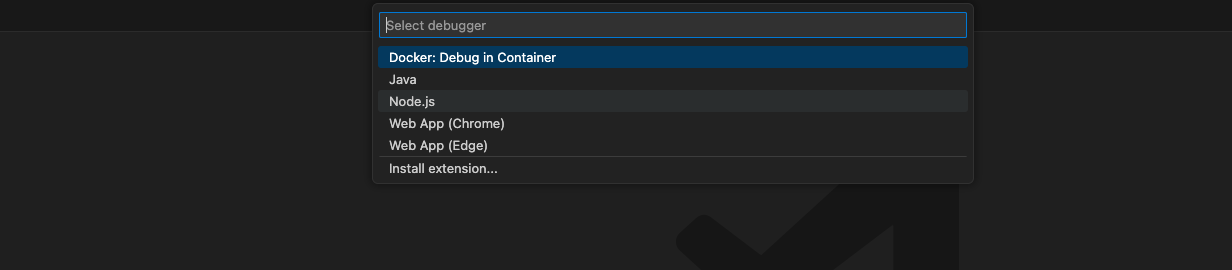 Select debugger
Docker: Debug in Container
Java
Node.js
Web App (Chrome)
Web App (Edge)
Install extension...